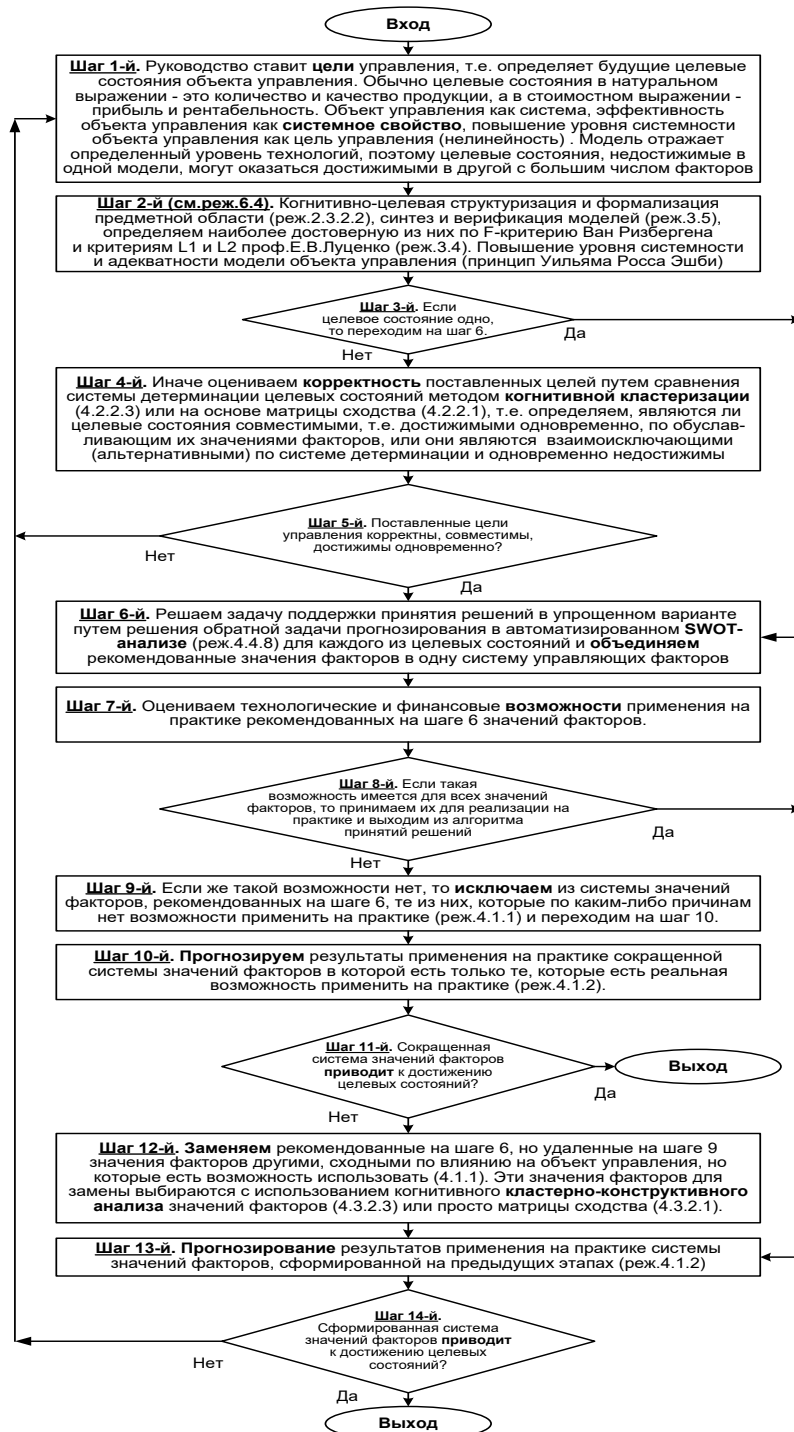 Вход
Шаг 1-й. Руководство ставит цели управления, т.е. определяет будущие целевые
состояния объекта управления. Обычно целевые состояния в натуральном
выражении - это количество и качество продукции, а в стоимостном выражении -
прибыль и рентабельность. Объект управления как система, эффективность
объекта управления как системное свойство, повышение уровня системности
объекта управления как цель управления (нелинейность) . Модель отражает
определенный уровень технологий, поэтому целевые состояния, недостижимые в
одной модели, могут оказаться достижимыми в другой с большим числом факторов
Шаг 2-й (см.реж.6.4). Когнитивно-целевая структуризация и формализация
предметной области (реж.2.3.2.2), синтез и верификация моделей (реж.3.5),
определяем наиболее достоверную из них по F-критерию Ван Ризбергена
и критериям L1 и L2 проф.Е.В.Луценко (реж.3.4). Повышение уровня системности
и адекватности модели объекта управления (принцип Уильяма Росса Эшби)
Шаг 3-й. Если
целевое состояние одно,
то переходим на шаг 6.
Да
Нет
Шаг 4-й. Иначе оцениваем корректность поставленных целей путем сравнения
системы детерминации целевых состояний методом когнитивной кластеризации
(4.2.2.3) или на основе матрицы сходства (4.2.2.1), т.е. определяем, являются ли
целевые состояния совместимыми, т.е. достижимыми одновременно, по обуслав-
ливающим их значениями факторов, или они являются взаимоисключающими
(альтернативными) по системе детерминации и одновременно недостижимы
Шаг 5-й. Поставленные цели
управления корректны, совместимы,
достижимы одновременно?
Нет
Да
Шаг 6-й. Решаем задачу поддержки принятия решений в упрощенном варианте
путем решения обратной задачи прогнозирования в автоматизированном SWOT-
анализе (реж.4.4.8) для каждого из целевых состояний и объединяем
рекомендованные значения факторов в одну систему управляющих факторов
Шаг 7-й. Оцениваем технологические и финансовые возможности применения на
практике рекомендованных на шаге 6 значений факторов.
Шаг 8-й. Если такая
возможность имеется для всех значений
факторов, то принимаем их для реализации на
практике и выходим из алгоритма
принятий решений
Да
Нет
Шаг 9-й. Если же такой возможности нет, то исключаем из системы значений
факторов, рекомендованных на шаге 6, те из них, которые по каким-либо причинам
нет возможности применить на практике (реж.4.1.1) и переходим на шаг 10.
Шаг 10-й. Прогнозируем результаты применения на практике сокращенной
системы значений факторов в которой есть только те, которые есть реальная
возможность применить на практике (реж.4.1.2).
Шаг 11-й. Сокращенная
система значений факторов
приводит к достижению
целевых состояний?
Выход
Да
Нет
Шаг 12-й. Заменяем рекомендованные на шаге 6, но удаленные на шаге 9
значения факторов другими, сходными по влиянию на объект управления, но
которые есть возможность использовать (4.1.1). Эти значения факторов для
замены выбираются с использованием когнитивного кластерно-конструктивного
анализа значений факторов (4.3.2.3) или просто матрицы сходства (4.3.2.1).
Шаг 13-й. Прогнозирование результатов применения на практике системы
значений факторов, сформированной на предыдущих этапах (реж.4.1.2)
Шаг 14-й.
Сформированная система
значений факторов приводит
к достижению целевых
состояний?
Нет
Да
Выход